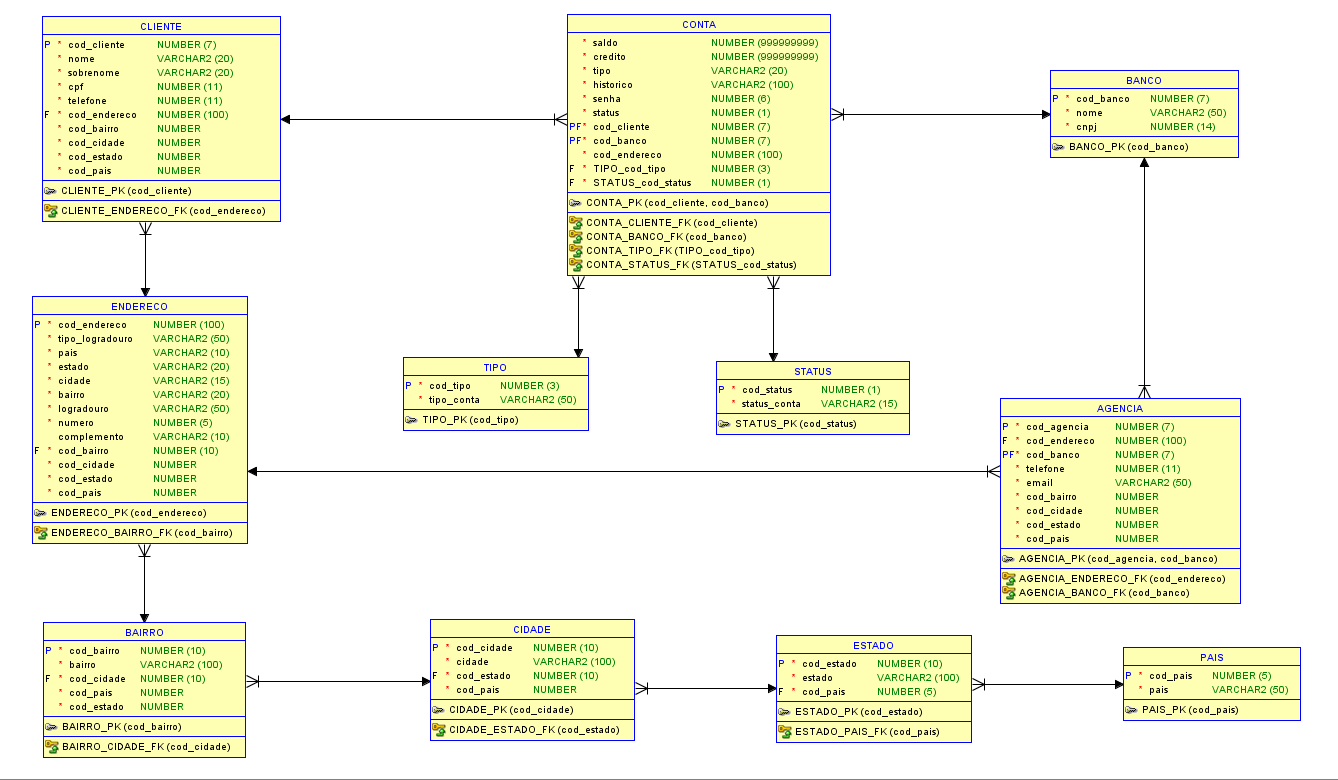 CLIENTE
P * cod_cliente NUMBER (7)
* nome VARCHAR2 (20)
* sobrenome VARCHAR2 (20)
* cpf NUMBER (11)
* telefone NUMBER (11)
F * cod_endereco NUMBER (100)
* cod_bairro NUMBER
* cod_cidade NUMBER
* cod_estado NUMBER
* cod_pais NUMBER
CLIENTE_PK (cod_cliente)
CLIENTE_ENDERECO_FK (cod_endereco)
CONTA
* saldo NUMBER (999999999)
* credito NUMBER (999999999)
* tipo VARCHAR2 (20)
* historico VARCHAR2 (100)
* senha NUMBER (6)
* status NUMBER (1)
PF* cod_cliente NUMBER (7)
PF* cod_banco NUMBER (7)
* cod_endereco NUMBER (100)
F * TIPO_cod_tipo NUMBER (3)
F * STATUS_cod_status NUMBER (1)
CONTA_PK (cod_cliente, cod_banco)
CONTA_CLIENTE_FK (cod_cliente)
CONTA_BANCO_FK (cod_banco)
CONTA_TIPO_FK (TIPO_cod_tipo)
CONTA_STATUS_FK (STATUS_cod_status)
BANCO
P * cod_banco NUMBER (7)
* nome VARCHAR2 (50)
* cnpj NUMBER (14)
BANCO_PK (cod_banco)
ENDERECO
P * cod_endereco NUMBER (100)
* tipo_logradouro VARCHAR2 (50)
* pais VARCHAR2 (10)
* estado VARCHAR2 (20)
* cidade VARCHAR2 (15)
* bairro VARCHAR2 (20)
* logradouro VARCHAR2 (50)
* numero NUMBER (5)
complemento VARCHAR2 (10)
F * cod_bairro NUMBER (10)
* cod_cidade NUMBER
* cod_estado NUMBER
* cod_pais NUMBER
ENDERECO_PK (cod_endereco)
ENDERECO_BAIRRO_FK (cod_bairro)
TIPO
P * cod_tipo NUMBER (3)
* tipo_conta VARCHAR2 (50)
TIPO_PK (cod_tipo)
STATUS
P * cod_status NUMBER (1)
* status_conta VARCHAR2 (15)
STATUS_PK (cod_status)
AGENCIA
P * cod_agencia NUMBER (7)
F * cod_endereco NUMBER (100)
PF* cod_banco NUMBER (7)
* telefone NUMBER (11)
* email VARCHAR2 (50)
* cod_bairro NUMBER
* cod_cidade NUMBER
* cod_estado NUMBER
* cod_pais NUMBER
AGENCIA_PK (cod_agencia, cod_banco)
AGENCIA_ENDERECO_FK (cod_endereco)
AGENCIA_BANCO_FK (cod_banco)
BAIRRO
P * cod_bairro NUMBER (10)
* bairro VARCHAR2 (100)
F * cod_cidade NUMBER (10)
* cod_pais NUMBER
* cod_estado NUMBER
BAIRRO_PK (cod_bairro)
BAIRRO_CIDADE_FK (cod_cidade)
CIDADE
P * cod_cidade NUMBER (10)
* cidade VARCHAR2 (100)
F * cod_estado NUMBER (10)
* cod_pais NUMBER
CIDADE_PK (cod_cidade)
CIDADE_ESTADO_FK (cod_estado)
ESTADO
P * cod_estado NUMBER (10)
* estado VARCHAR2 (100)
F * cod_pais NUMBER (5)
ESTADO_PK (cod_estado)
ESTADO_PAIS_FK (cod_pais)
PAIS
P * cod_pais NUMBER (5)
* pais VARCHAR2 (50)
PAIS_PK (cod_pais)